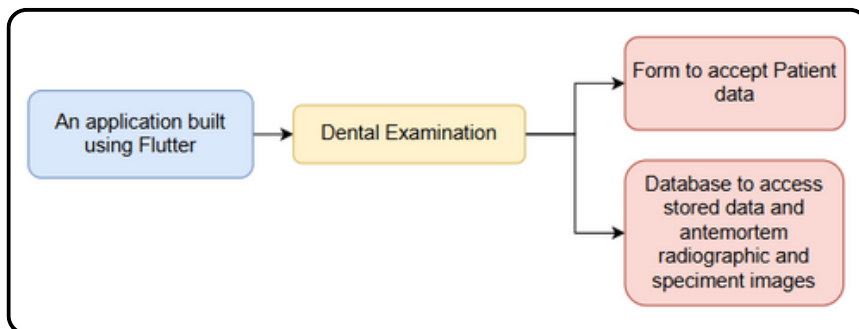 An application built
using Flutter
Dental Examination
Form to accept Patient
data
Database to access
stored data and
antemortem
radiographic and
speciment images